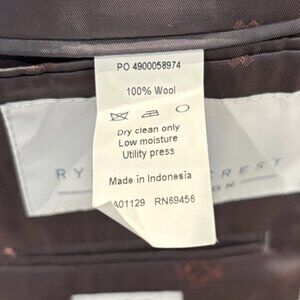 PO 4900058974
100% Wool
Dry clean only
Low moisture
Utility press
Made in Indonesia
A01129 RN69456